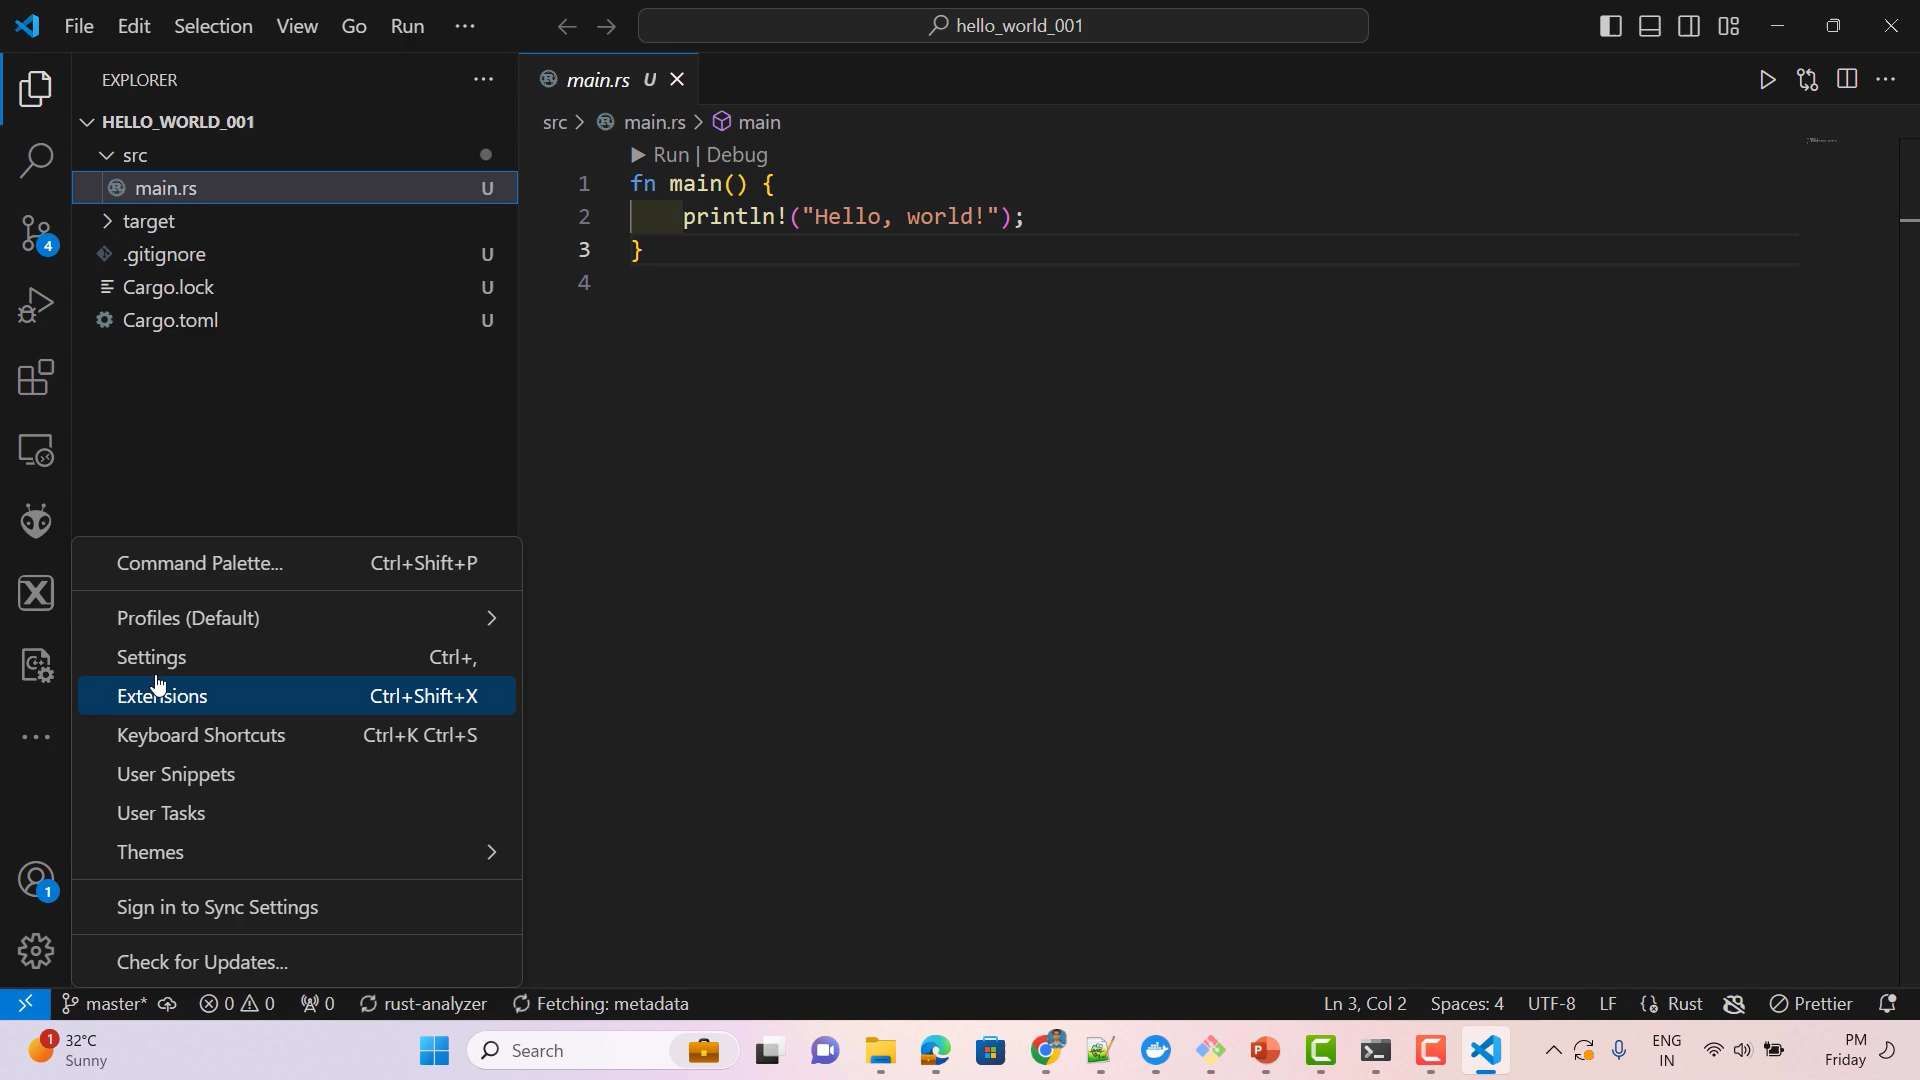 File Edit Selection View Go Run
hello_world_001
EXPLORER
HELLO_WORLD_001
src
main.rs U
target
.gitignore U
Cargo.lock U
Cargo.toml U
4
main.rs U
src > main.rs > main
Run | Debug
1 fn main() {
2 println!("Hello, world!");
3 }
4
Command Palette... Ctrl+Shift+P
Profiles (Default)
Settings Ctrl+,
Extensions Ctrl+Shift+X
Keyboard Shortcuts Ctrl+K Ctrl+S
User Snippets
User Tasks
Themes
Sign in to Sync Settings
Check for Updates...
1
master* 0 0 0 rust-analyzer Fetching: metadata Ln 3, Col 2 Spaces: 4 UTF-8 LF Rust Prettier
1 32°C
Sunny
Search
ENG
IN
PM
Friday